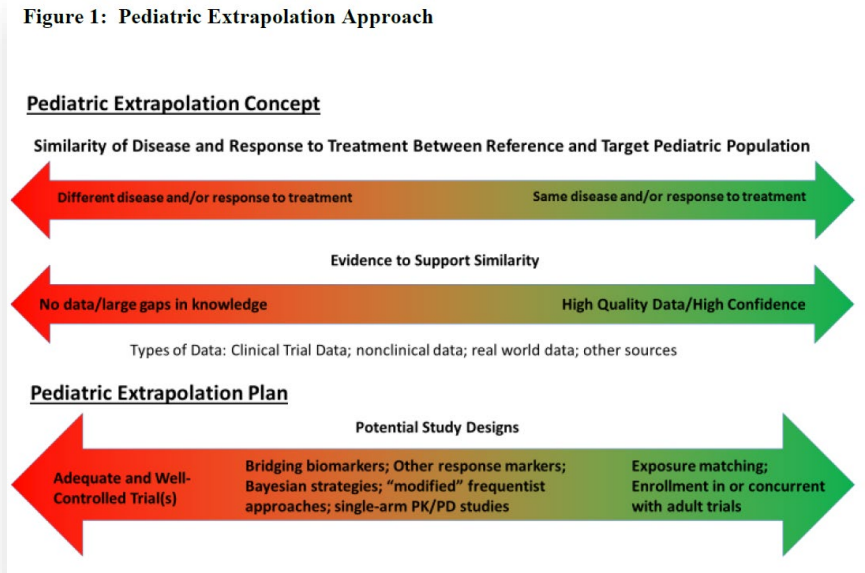 Figure 1:  Pediatric Extrapolation Approach
Pediatric Extrapolation Concept
Similarity of Disease and Response to Treatment Between Reference and Target Pediatric Population
Different disease and/or response to treatment
Same disease and/or response to treatment
Evidence to Support Similarity
No data/large gaps in knowledge
High Quality Data/High Confidence
Types of Data: Clinical Trial Data; nonclinical data; real world data; other sources
Pediatric Extrapolation Plan
Potential Study Designs
Adequate and Well-
Controlled Trial(s)
Bridging biomarkers; Other response markers;
Bayesian strategies; “modified” frequentist
approaches; single-arm PK/PD studies
Exposure matching;
Enrollment in or concurrent
with adult trials